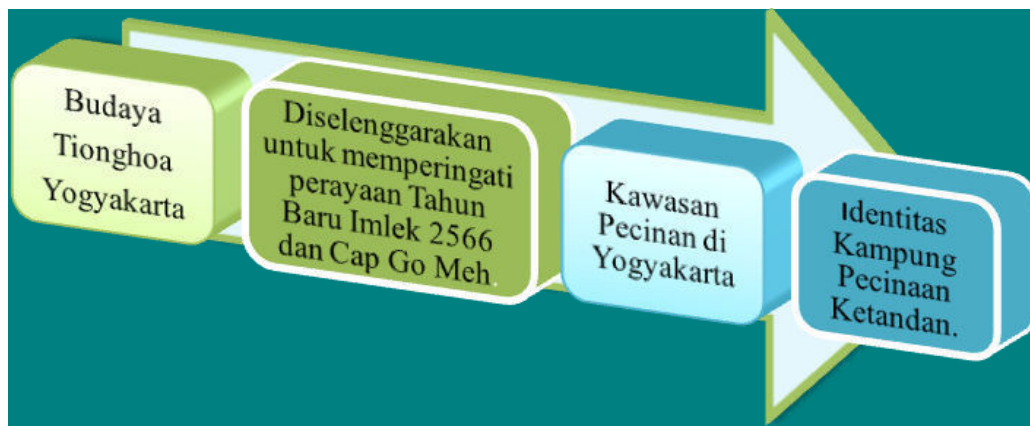 Budaya
Tionghoa
Yogyakarta
Diselenggarakan
untuk memperingati
perayaan Tahun
Baru Imlek 2566
dan Cap Go Meh.
Kawasan
Pecinan di
Yogyakarta
Identitas
Kampung
Pecinaan
Ketandan.